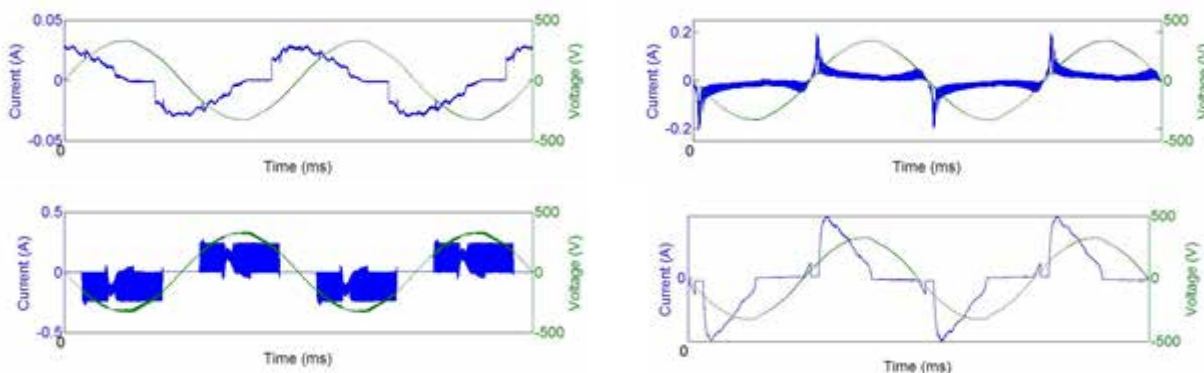 0.05
500
Current (A)
0
0
Voltage (V)
-0.05
-500
0
Time (ms)
0.2
500
Current (A)
0
0
Voltage (V)
-0.2
-500
0
Time (ms)
0.5
500
Current (A)
0
0
Voltage (V)
-0.5
-500
0
Time (ms)
500
Current (A)
0
0
Voltage (V)
-500
0
Time (ms)